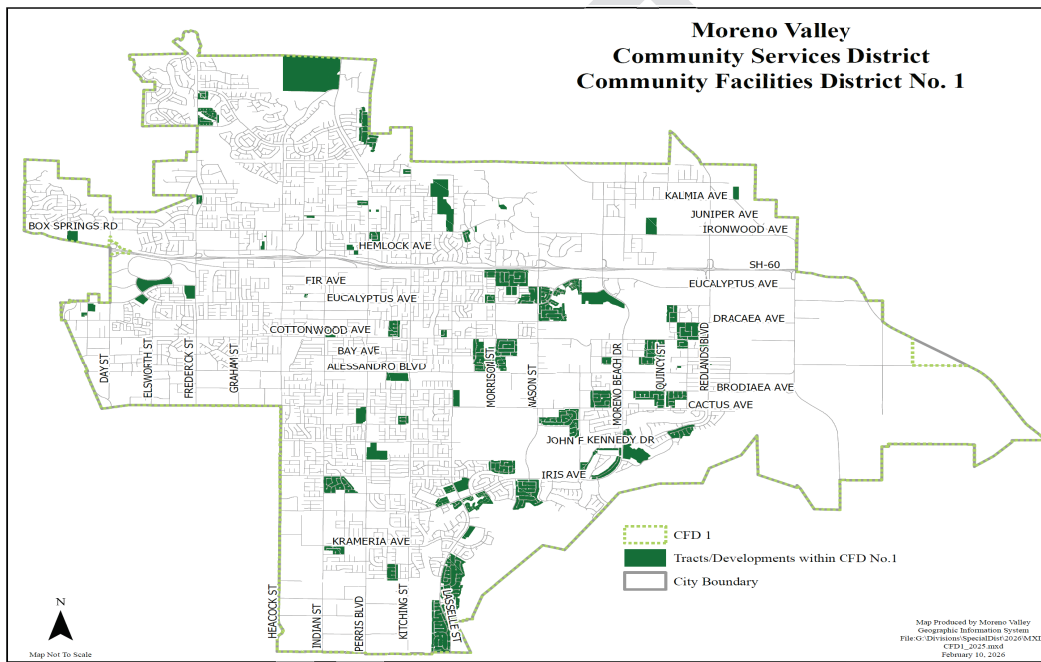 Moreno Valley
Community Services District
Community Facilities District No. 1
KALMIA AVE
JUNIPER AVE
IRONWOOD AVE
BOX SPRINGS RD
HEMLOCK AVE
SH-60
FIR AVE
EUCALYPTUS AVE
EUCALYPTUS AVE
DRACAEA AVE
COTTONWOOD AVE
BAY AVE
ALESSANDRO BLVD
DAY ST
ELSWORTH ST
FREDERICK ST
GRAHAM ST
MORRISON ST
NASON ST
MORENO BEACH DR
QUINCY ST
REDLANDS BLVD
BRODIAEA AVE
CACTUS AVE
JOHN F KENNEDY DR
IRIS AVE
KRAMERIA AVE
HEACOCK ST
INDIAN ST
PERRIS BLVD
KITCHING ST
LASSELLE ST
CFD 1
Tracts/Developments within CFD No.1
City Boundary
N
Map Not To Scale
Map Produced by Moreno Valley
Geographic Information System
File:G:\Divisions\SpecialDist\2026\MXD
CFD1_2025.mxd
February 10, 2026